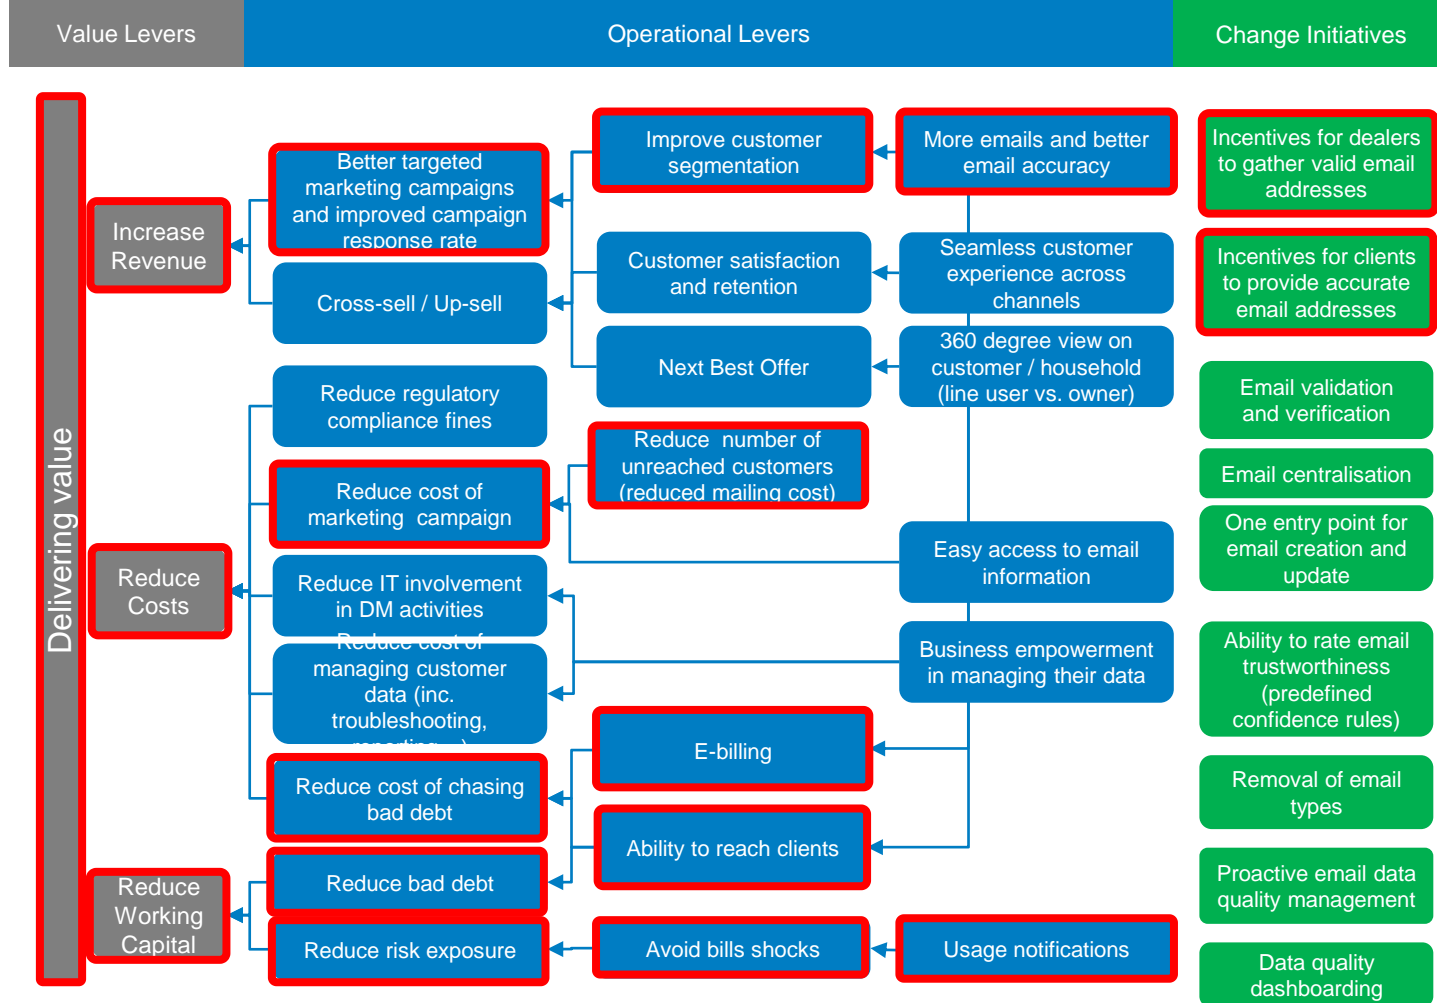 Value Levers
Operational Levers
Change Initiatives
Delivering value
Increase
Revenue
Reduce
Costs
Reduce
Working
Capital
Better targeted
marketing campaigns
and improved campaign
response rate
Cross-sell / Up-sell
Reduce regulatory
compliance fines
Reduce cost of
marketing campaign
Reduce IT involvement
in DM activities
Reduce cost of
managing customer
data (inc.
troubleshooting,
Reduce cost of chasing
bad debt
Reduce bad debt
Reduce risk exposure
Improve customer
segmentation
Customer satisfaction
and retention
Next Best Offer
Reduce number of
unreached customers
(reduced mailing cost)
E-billing
Ability to reach clients
Avoid bills shocks
More emails and better
email accuracy
Seamless customer
experience across
channels
360 degree view on
customer / household
(line user vs. owner)
Easy access to email
information
Business empowerment
in managing their data
Usage notifications
Incentives for dealers
to gather valid email
addresses
Incentives for clients
to provide accurate
email addresses
Email validation
and verification
Email centralisation
One entry point for
email creation and
update
Ability to rate email
trustworthiness
(predefined
confidence rules)
Removal of email
types
Proactive email data
quality management
Data quality
dashboarding